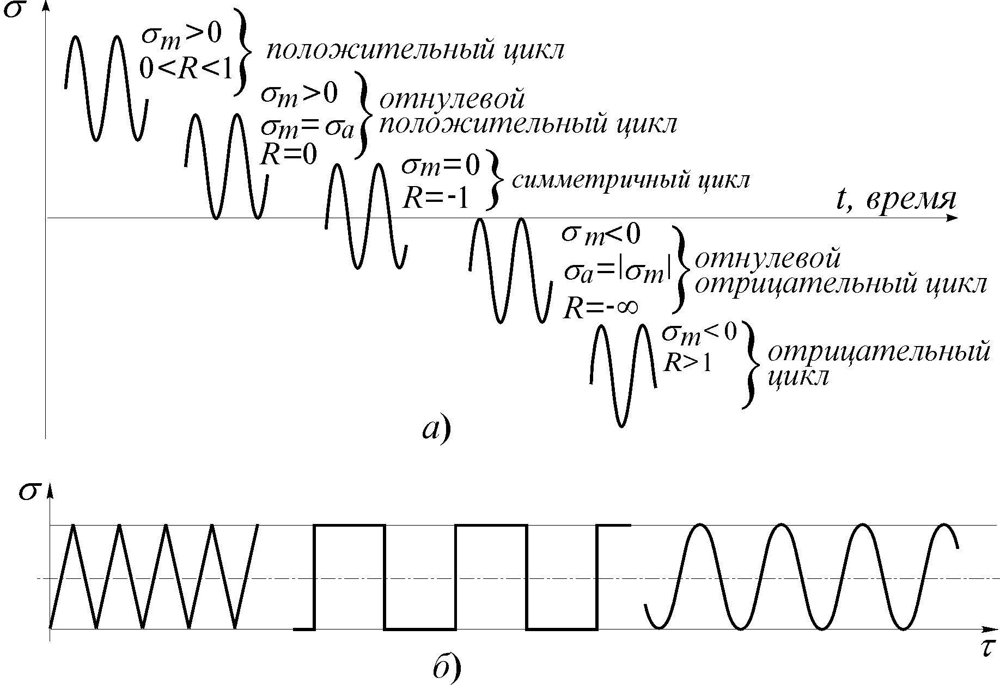 σ
σm>0
0<R<1
положительный цикл
σm>0
σm=σa
R=0
отнулевой
положительный цикл
σm=0
R=-1
симметричный цикл
t, время
σm<0
σa=|σm|
R=-∞
отнулевой
отрицательный цикл
σm<0
R>1
отрицательный
цикл
а)
σ
τ
б)